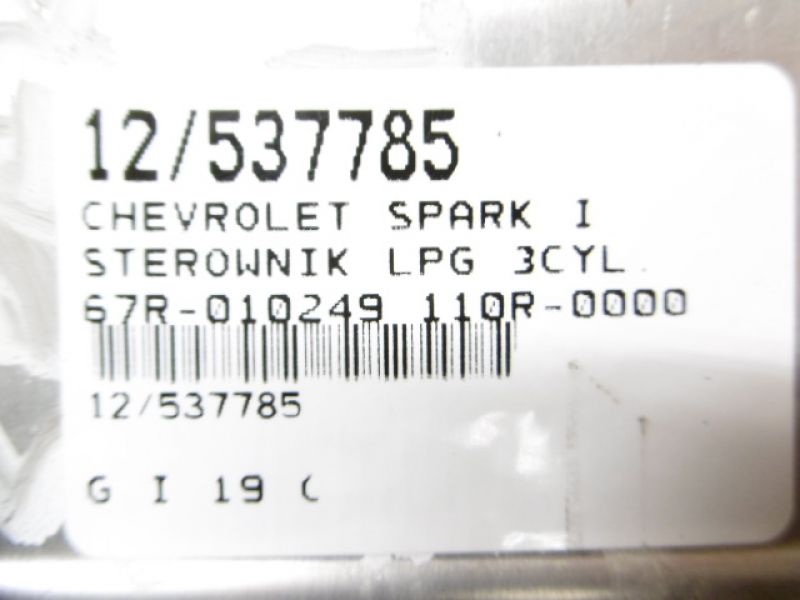 12/537785
CHEVROLET SPARK I
STEROWNIK LPG 3CYL.
67R-010249 110R-0000
12/537785
G I 19 C